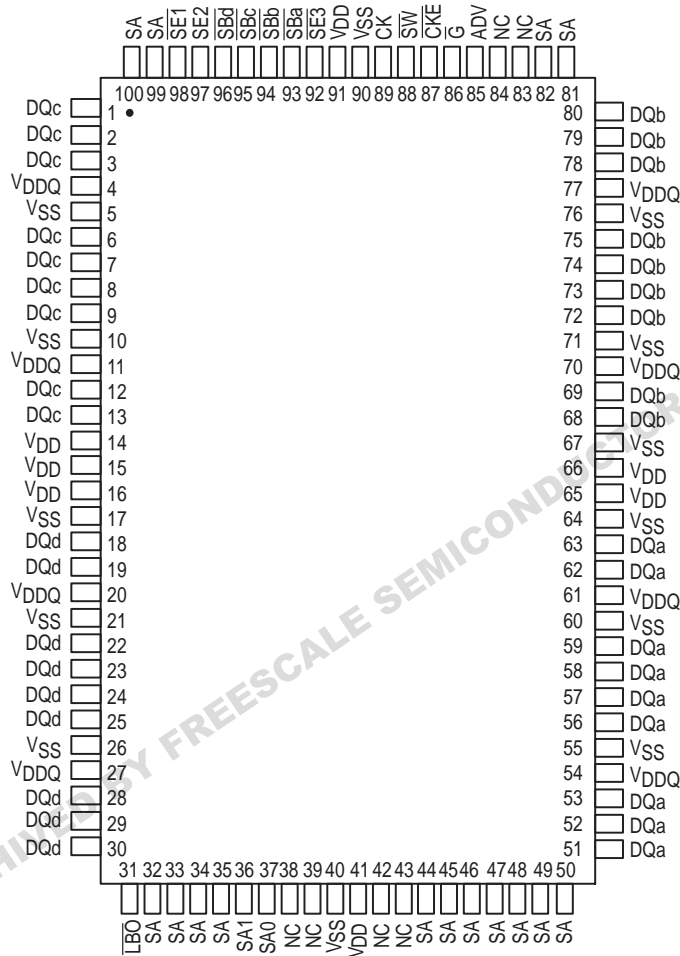 SA SA SE1 SE2 SBd SBc SBb SBa SE3 VDD VSS CK SW CKE G ADV NC NC SA SA
100 99 98 97 96 95 94 93 92 91 90 89 88 87 86 85 84 83 82 81
DQc 1 80 DQb
DQc 2 79 DQb
DQc 3 78 DQb
VDDQ 4 77 VDDQ
VSS 5 76 VSS
DQc 6 75 DQb
DQc 7 74 DQb
DQc 8 73 DQb
DQc 9 72 DQb
VSS 10 71 VSS
VDDQ 11 70 VDDQ
DQc 12 69 DQb
DQc 13 68 DQb
VDD 14 67 VSS
VDD 15 66 VDD
VDD 16 65 VDD
VSS 17 64 VSS
DQd 18 63 DQa
DQd 19 62 DQa
VDDQ 20 61 VDDQ
VSS 21 60 VSS
DQd 22 59 DQa
DQd 23 58 DQa
DQd 24 57 DQa
DQd 25 56 DQa
VSS 26 55 VSS
VDDQ 27 54 VDDQ
DQd 28 53 DQa
DQd 29 52 DQa
DQd 30 51 DQa
31 32 33 34 35 36 37 38 39 40 41 42 43 44 45 46 47 48 49 50
LBO SA SA SA SA SA1 SA0 NC NC VSS VDD NC NC SA SA SA SA SA SA SA
HIVED BY FREESCALE SEMICONDUCTOR